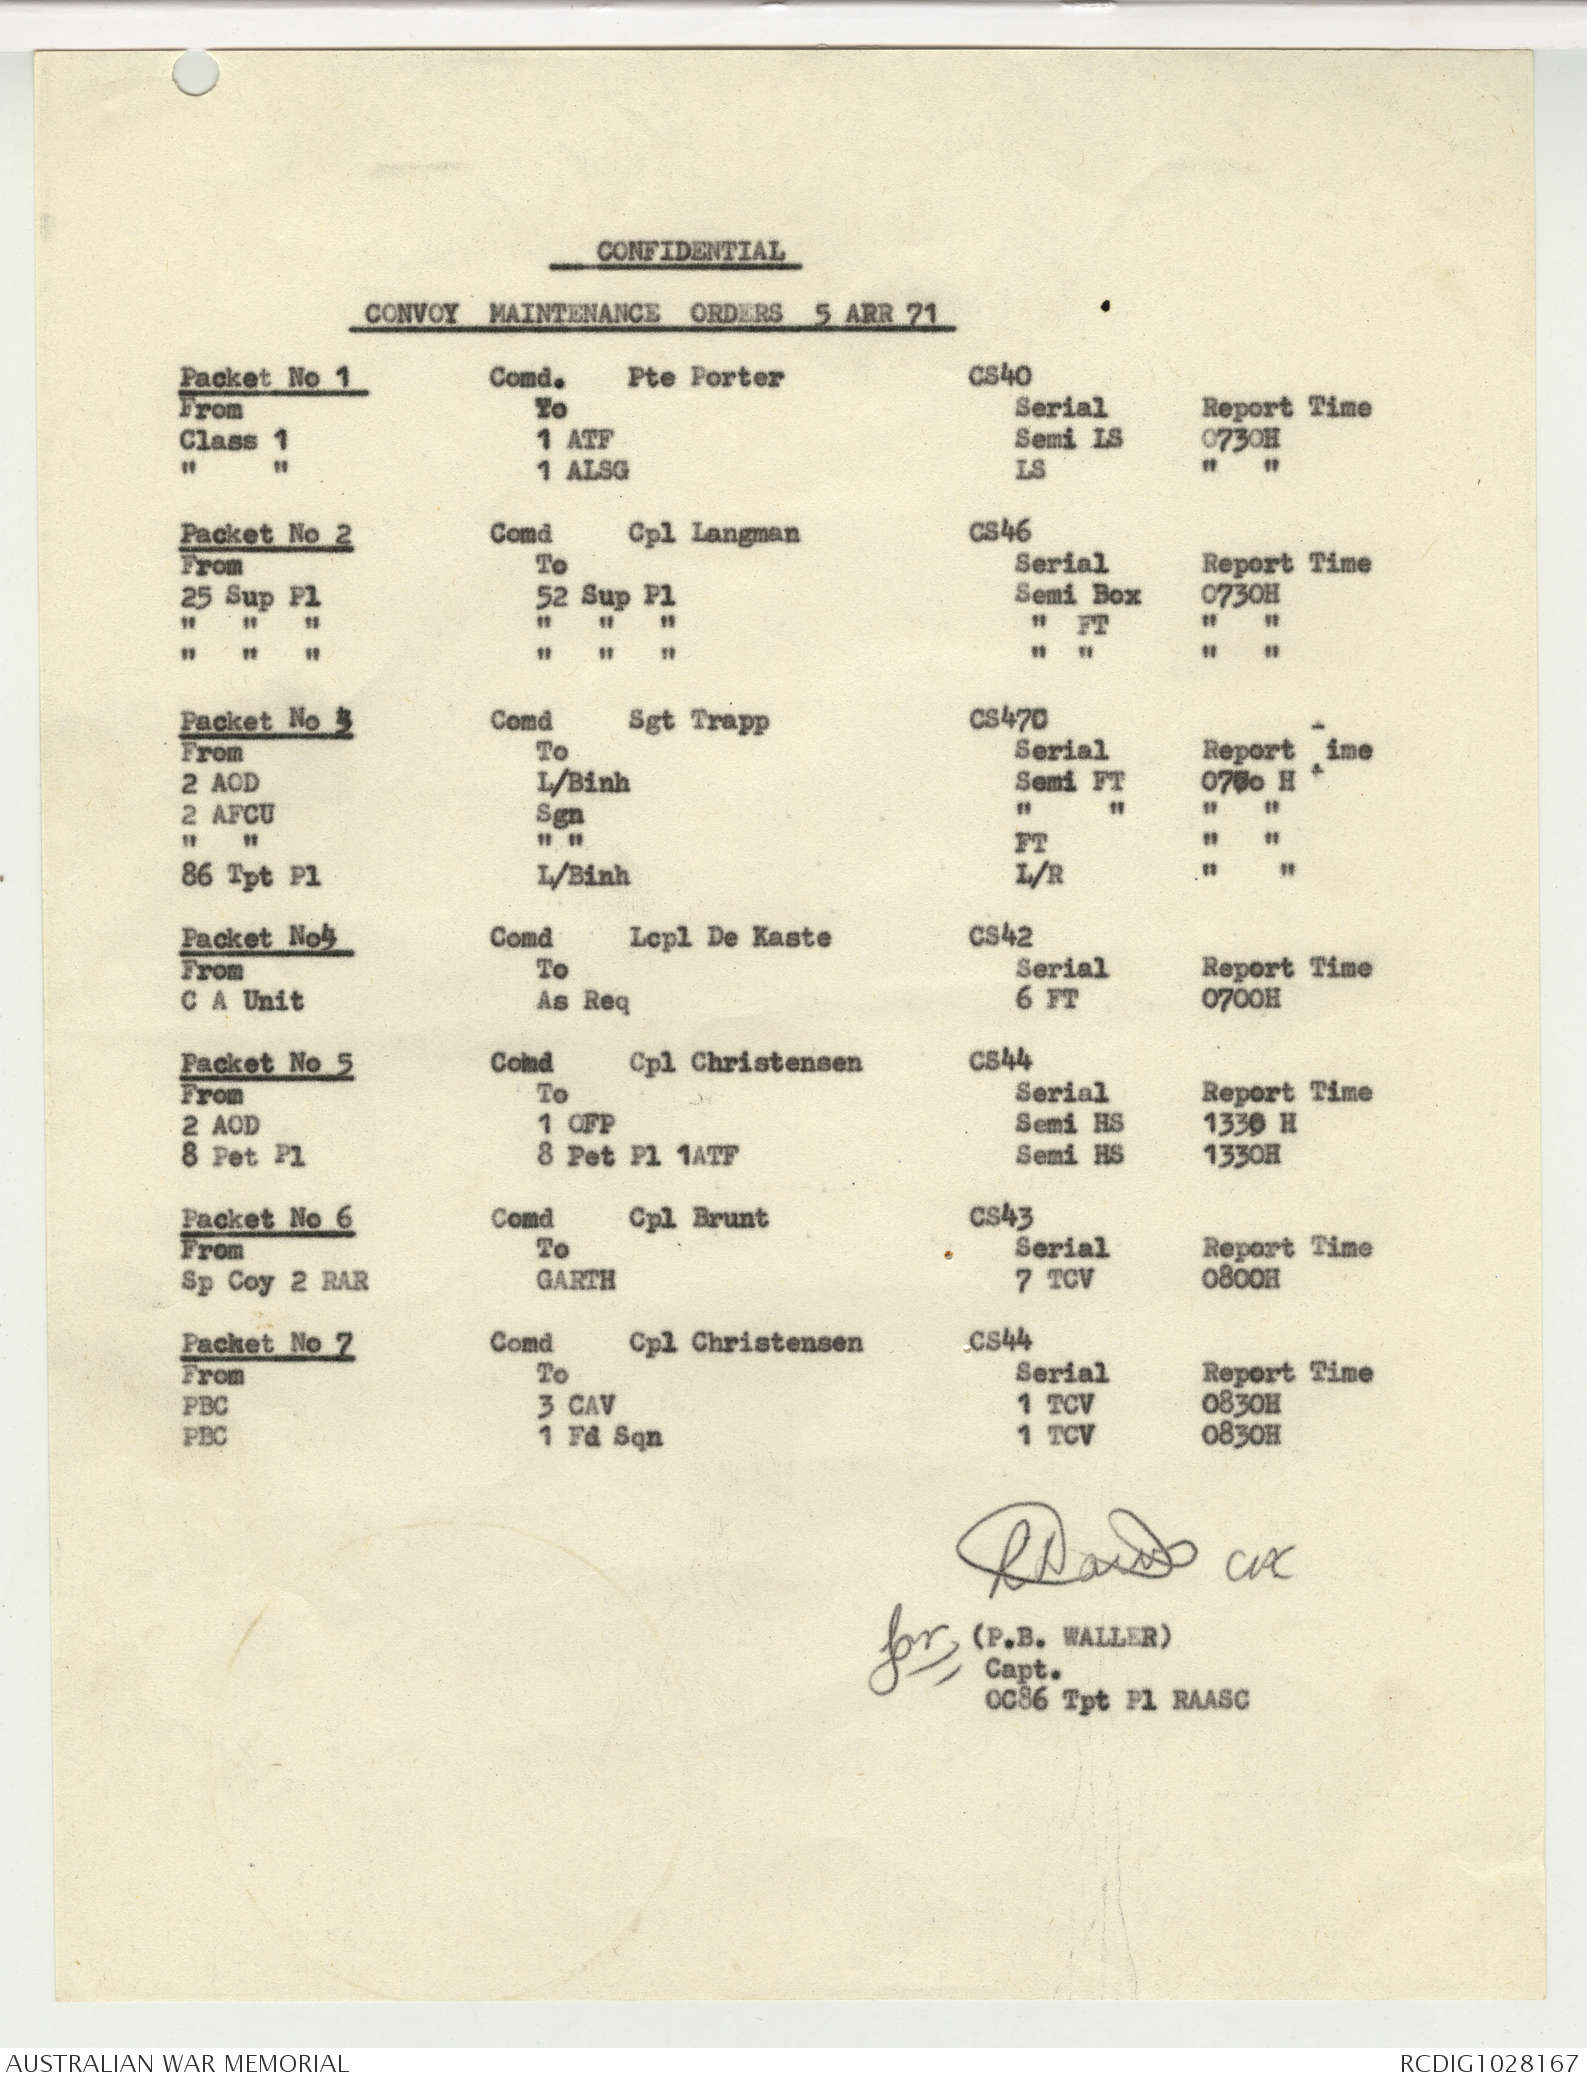 CONFIDENTIAL
CONVOY MAINTENANCE ORDERS 5 ARR 71
Packet No 1 Comd. Pte Porter CS40
From To Serial Report Time
Class 1 1 ATF Semi LS 0730H
" " 1 ALSG LS " "
Packet No 2 Comd Cpl Langman CS46
From To Serial Report Time
25 Sup Pl 52 Sup Pl Semi Box 0730H
" " " " " " " FT " "
" " " " " " " " " "
Packet No 3 Comd Sgt Trapp CS470
From To Serial Report ime
2 AOD L/Binh Semi FT 0700 H
2 AFCU Sgn " " " "
" " " " FT " "
86 Tpt Pl L/Binh L/R " "
Packet No4 Comd Lcpl De Kaste CS42
From To Serial Report Time
C A Unit As Req 6 FT 0700H
Packet No 5 Comd Cpl Christensen CS44
From To Serial Report Time
2 AOD 1 OFP Semi HS 1330 H
8 Pet Pl 8 Pet Pl 1ATF Semi HS 1330H
Packet No 6 Comd Cpl Brunt CS43
From To Serial Report Time
Sp Coy 2 RAR GARTH 7 TCV 0800H
Packet No 7 Comd Cpl Christensen CS44
From To Serial Report Time
PBC 3 CAV 1 TCV 0830H
PBC 1 Fd Sqn 1 TCV 0830H
for (P.B. WALLER)
Capt.
OC86 Tpt Pl RAASC
AUSTRALIAN WAR MEMORIAL RCDIG1028167